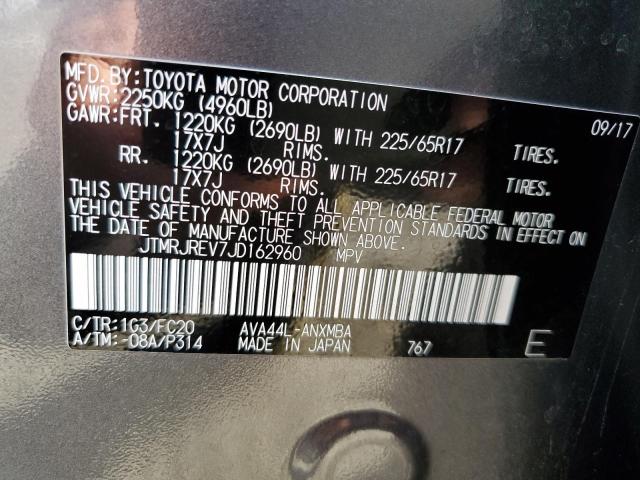 MFD. BY: TOYOTA MOTOR CORPORATION 09/17
GVWR: 2250KG (4960LB)
GAWR: FRT. 1220KG (2690LB) WITH 225/65R17 TIRES.
17X7J RIMS.
RR. 1220KG (2690LB) WITH 225/65R17 TIRES.
17X7J RIMS.
THIS VEHICLE CONFORMS TO ALL APPLICABLE FEDERAL MOTOR
VEHICLE SAFETY AND THEFT PREVENTION STANDARDS IN EFFECT ON
THE DATE OF MANUFACTURE SHOWN ABOVE.
JTMRJREV7JD162960 MPV
C/TR: 1G3/FC20 AVA44L-ANXMBA
A/TM: -08A/P314 MADE IN JAPAN 767 E